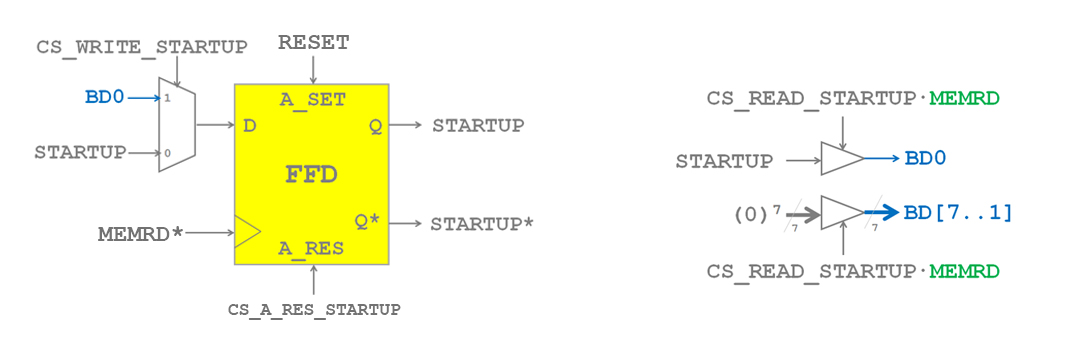 CS_WRITE_STARTUP
RESET
BD0
1
A_SET
D
Q
STARTUP
STARTUP
0
FFD
MEMRD*
Q*
STARTUP*
A_RES
CS_A_RES_STARTUP
CS_READ_STARTUP·MEMRD
STARTUP
BD0
(0)7
7
7
BD[7..1]
CS_READ_STARTUP·MEMRD